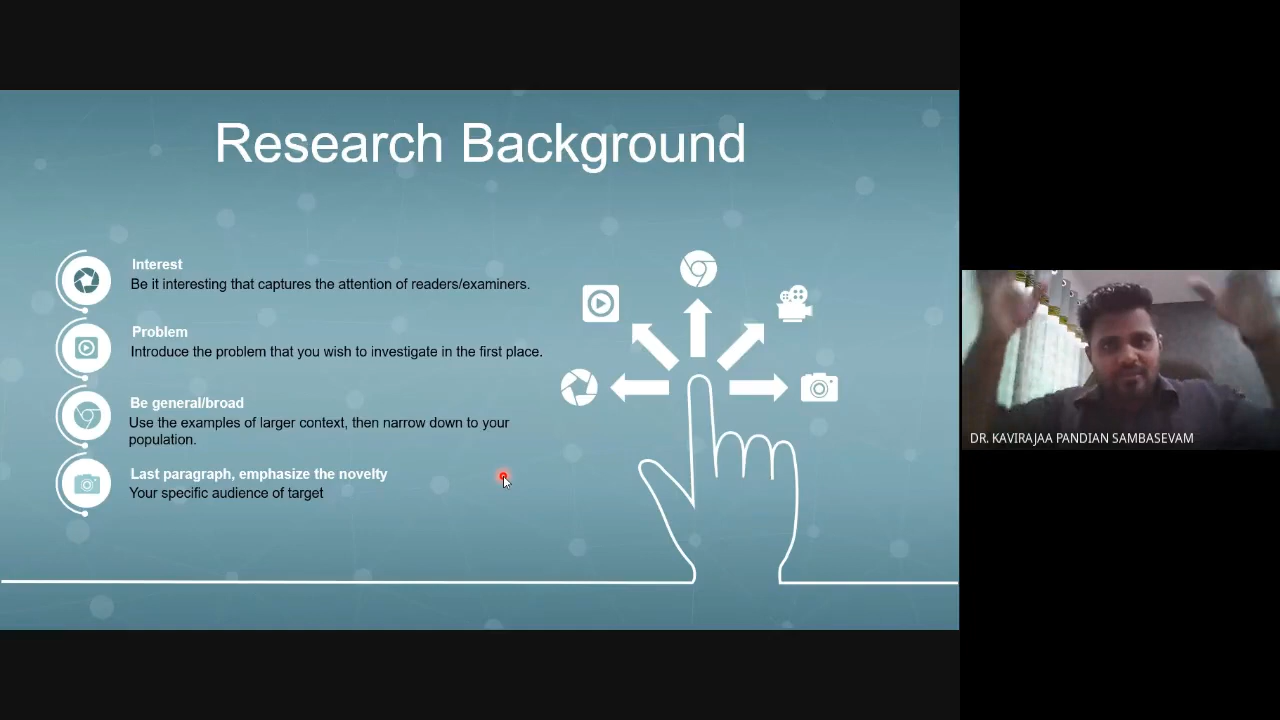 Research Background
Interest
Be it interesting that captures the attention of readers/examiners.
Problem
Introduce the problem that you wish to investigate in the first place.
Be general/broad
Use the examples of larger context, then narrow down to your
population.
Last paragraph, emphasize the novelty
Your specific audience of target
DR. KAVIRAJAA PANDIAN SAMBASEVAM